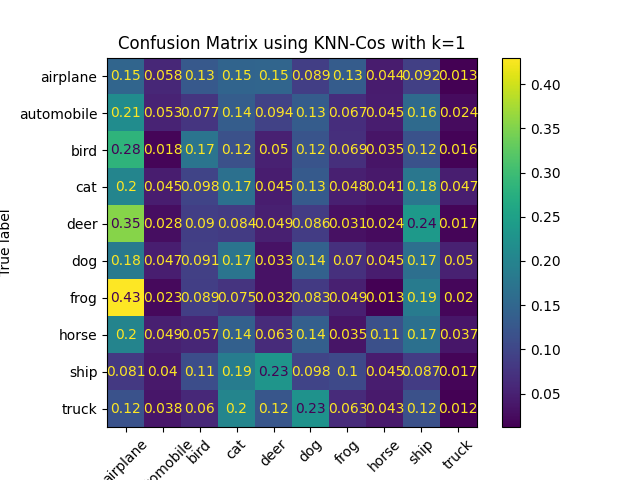 Confusion Matrix using KNN-Cos with k=1
airplane 0.15 0.058 0.13 0.15 0.15 0.089 0.13 0.044 0.092 0.013
automobile 0.21 0.053 0.077 0.14 0.094 0.13 0.067 0.045 0.16 0.024
bird 0.28 0.018 0.17 0.12 0.05 0.12 0.069 0.035 0.12 0.016
cat 0.2 0.045 0.098 0.17 0.045 0.13 0.048 0.041 0.18 0.047
deer 0.35 0.028 0.09 0.084 0.049 0.086 0.031 0.024 0.24 0.017
dog 0.18 0.047 0.091 0.17 0.033 0.14 0.07 0.045 0.17 0.05
frog 0.43 0.023 0.089 0.075 0.032 0.083 0.049 0.013 0.19 0.02
horse 0.2 0.049 0.057 0.14 0.063 0.14 0.035 0.11 0.17 0.037
ship 0.081 0.04 0.11 0.19 0.23 0.098 0.1 0.045 0.087 0.017
truck 0.12 0.038 0.06 0.2 0.12 0.23 0.063 0.043 0.12 0.012
airplane omobile bird cat deer dog frog horse ship truck
True label
0.40
0.35
0.30
0.25
0.20
0.15
0.10
0.05